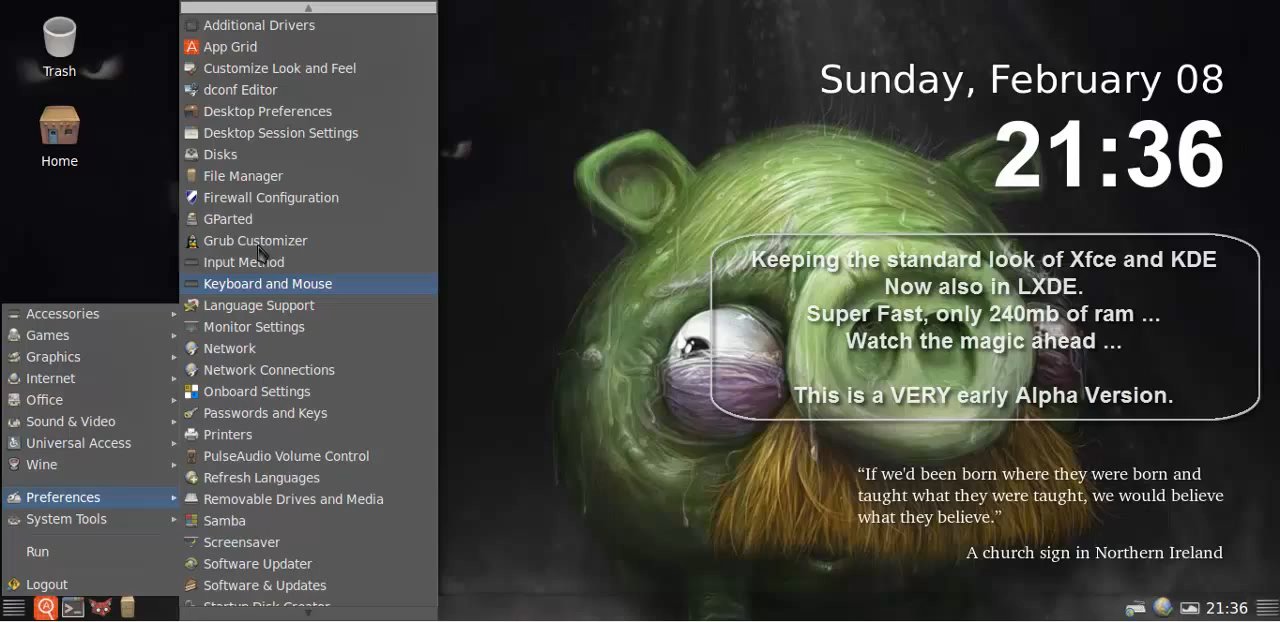 Trash
Home
Additional Drivers
App Grid
Customize Look and Feel
dconf Editor
Desktop Preferences
Desktop Session Settings
Disks
File Manager
Firewall Configuration
GParted
Grub Customizer
Input Method
Keyboard and Mouse
Language Support
Monitor Settings
Network
Network Connections
Onboard Settings
Passwords and Keys
Printers
PulseAudio Volume Control
Refresh Languages
Removable Drives and Media
Samba
Screensaver
Software Updater
Software & Updates
Startup Disk Creator
Accessories
Games
Graphics
Internet
Office
Sound & Video
Universal Access
Wine
Preferences
System Tools
Run
Logout
Sunday, February 08
21:36
Keeping the standard look of Xfce and KDE
Now also in LXDE.
Super Fast, only 240mb of ram ...
Watch the magic ahead ...
This is a VERY early Alpha Version.
“If we'd been born where they were born and
taught what they were taught, we would believe
what they believe.”
A church sign in Northern Ireland
21:36